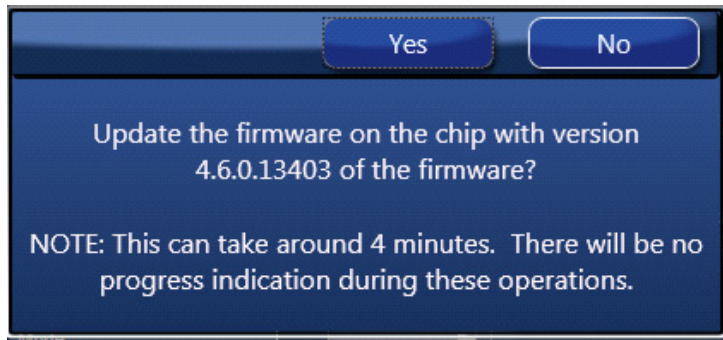 Yes No
Update the firmware on the chip with version
4.6.0.13403 of the firmware?
NOTE: This can take around 4 minutes.  There will be no
progress indication during these operations.